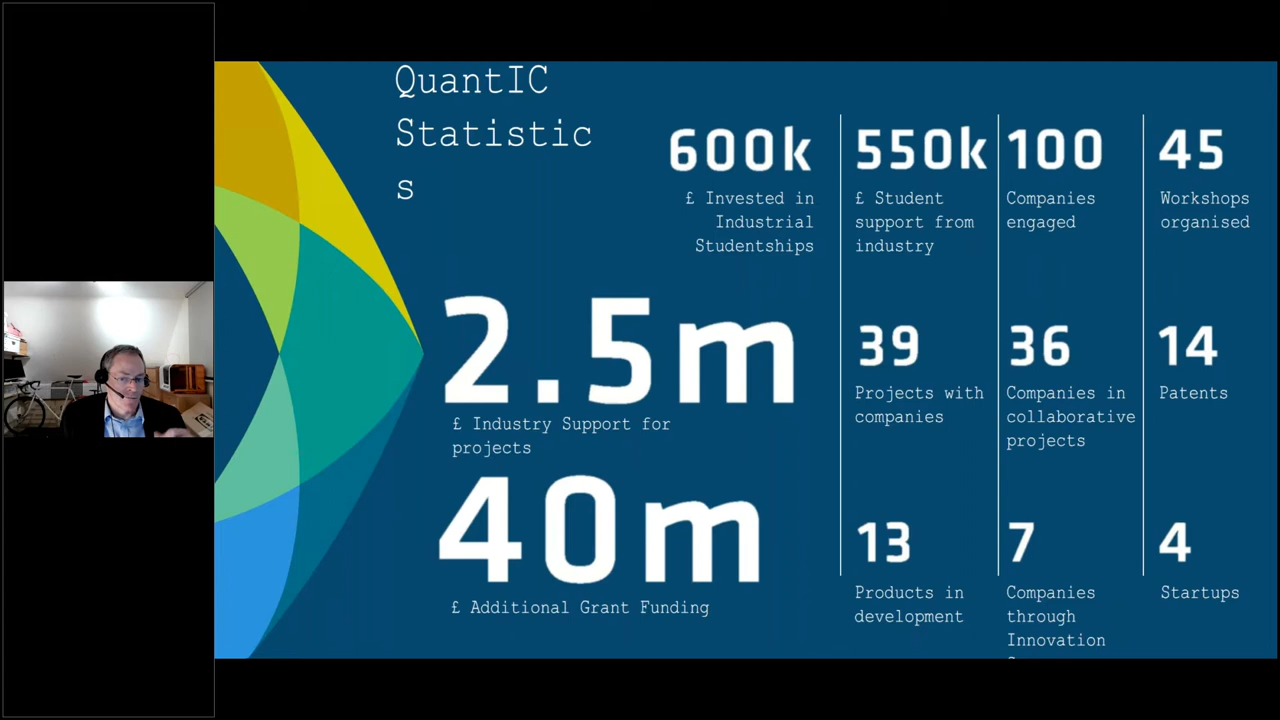 QuantIC
Statistic
s
600k
£ Invested in
Industrial
Studentships
550k
£ Student
support from
industry
100
Companies
engaged
45
Workshops
organised
2.5m
£ Industry Support for
projects
39
Projects with
companies
36
Companies in
collaborative
projects
14
Patents
40m
£ Additional Grant Funding
13
Products in
development
7
Companies
through
Innovation
4
Startups